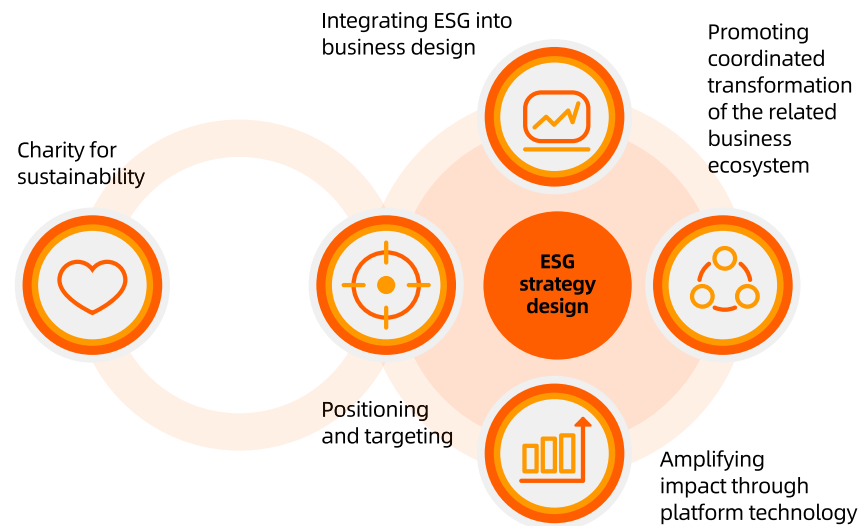 Integrating ESG into
business design
Promoting
coordinated
transformation
of the related
business
ecosystem
Charity for
sustainability
ESG
strategy
design
Positioning
and targeting
Amplifying
impact through
platform technology